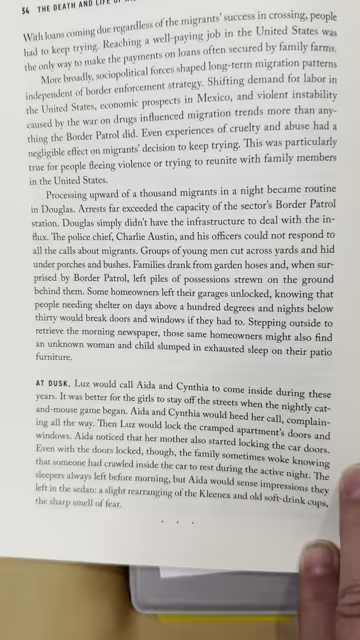 54 THE DEATH AND LIFE OF
With loans coming due regardless of the migrants' success in crossing, people
had to keep trying. Reaching a well-paying job in the United States was
the only way to make the payments on loans often secured by family farms.
More broadly, sociopolitical forces shaped long-term migration patterns
independent of border enforcement strategy. Shifting demand for labor in
the United States, economic prospects in Mexico, and violent instability
caused by the war on drugs influenced migration trends more than any-
thing the Border Patrol did. Even experiences of cruelty and abuse had a
negligible effect on migrants' decision to keep trying. This was particularly
true for people fleeing violence or trying to reunite with family members
in the United States.
Processing upward of a thousand migrants in a night became routine
in Douglas. Arrests far exceeded the capacity of the sector's Border Patrol
station. Douglas simply didn't have the infrastructure to deal with the in-
flux. The police chief, Charlie Austin, and his officers could not respond to
all the calls about migrants. Groups of young men cut across yards and hid
under porches and bushes. Families drank from garden hoses and, when sur-
prised by Border Patrol, left piles of possessions strewn on the ground
behind them. Some homeowners left their garages unlocked, knowing that
people needing shelter on days above a hundred degrees and nights below
thirty would break doors and windows if they had to. Stepping outside to
retrieve the morning newspaper, those same homeowners might also find
an unknown woman and child slumped in exhausted sleep on their patio
furniture.
AT DUSK, Luz would call Aida and Cynthia to come inside during these
years. It was better for the girls to stay off the streets when the nightly cat-
and-mouse game began. Aida and Cynthia would heed her call, complain-
ing all the way. Then Luz would lock the cramped apartment's doors and
windows. Aida noticed that her mother also started locking the car doors.
Even with the doors locked, though, the family sometimes woke knowing
that someone had crawled inside the car to rest during the active night. The
sleepers always left before morning, but Aida would sense impressions they
left in the sedan: a slight rearranging of the Kleenex and old soft-drink cups,
the sharp smell of fear.
. . .